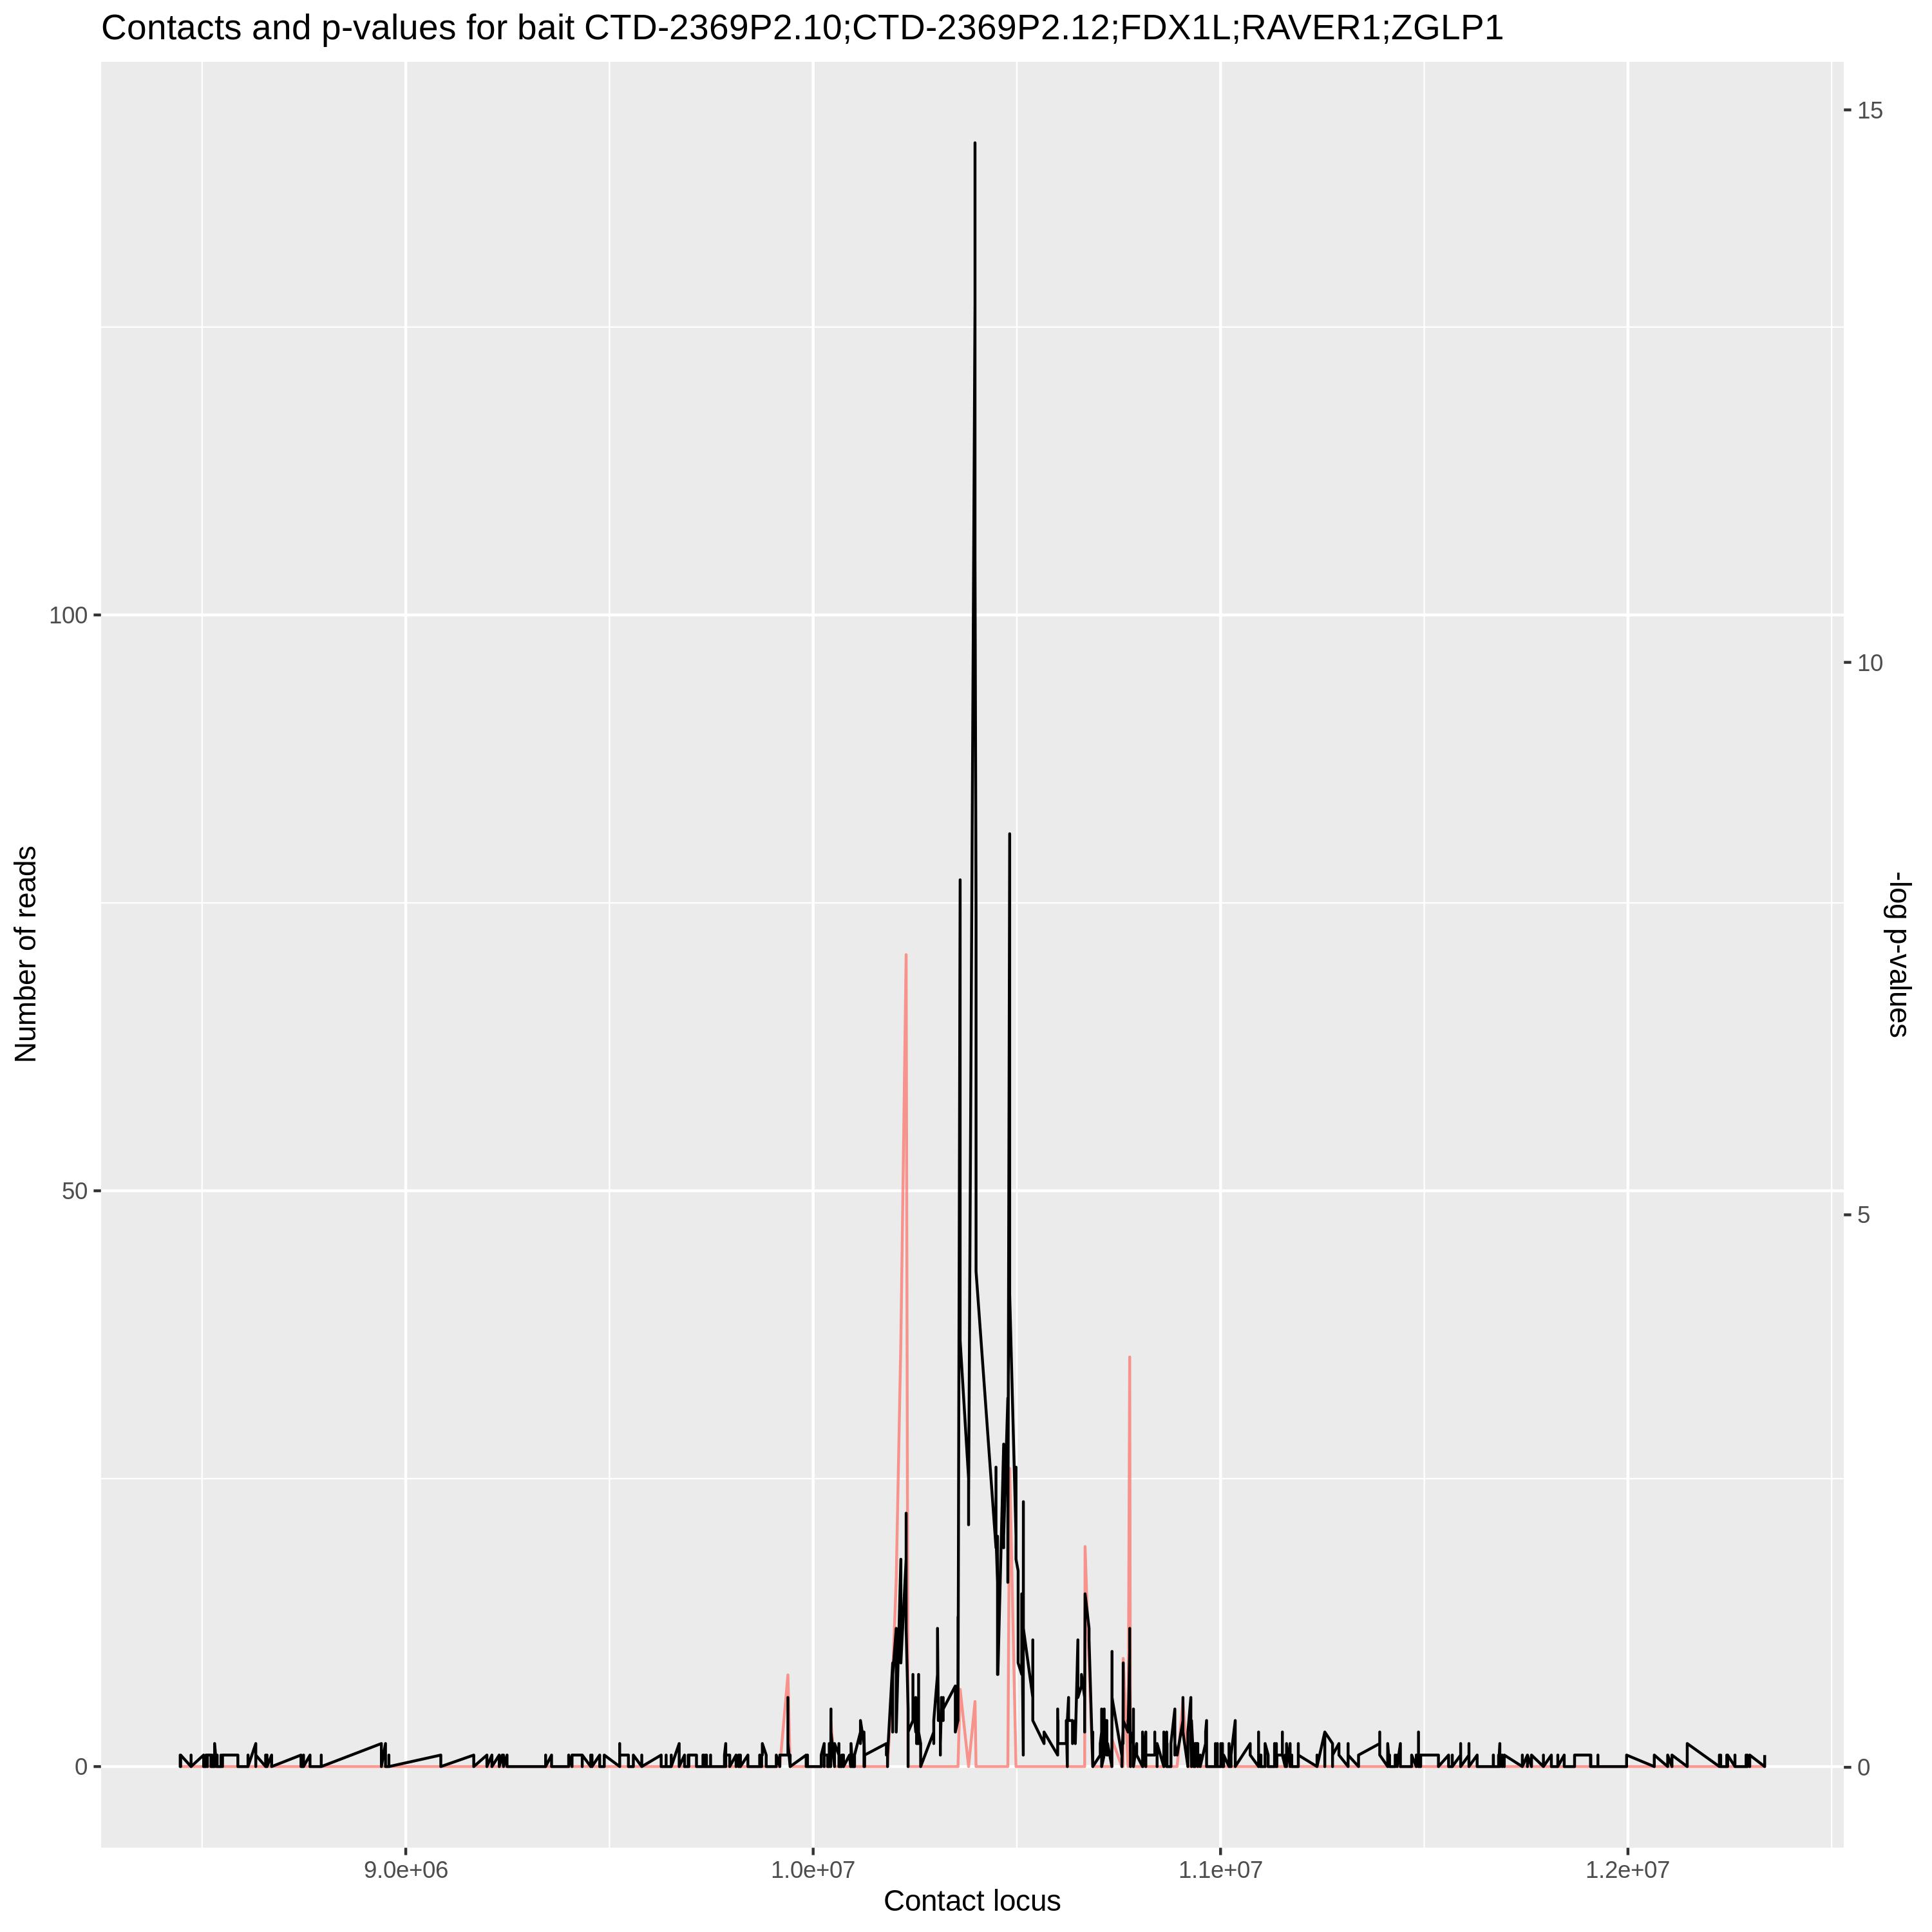 Contacts and p-values for bait CTD-2369P2.10;CTD-2369P2.12;FDX1L;RAVER1;ZGLP1
15
100
10
Number of reads
-log p-values
50
5
0
0
9.0e+06
1.0e+07
1.1e+07
1.2e+07
Contact locus